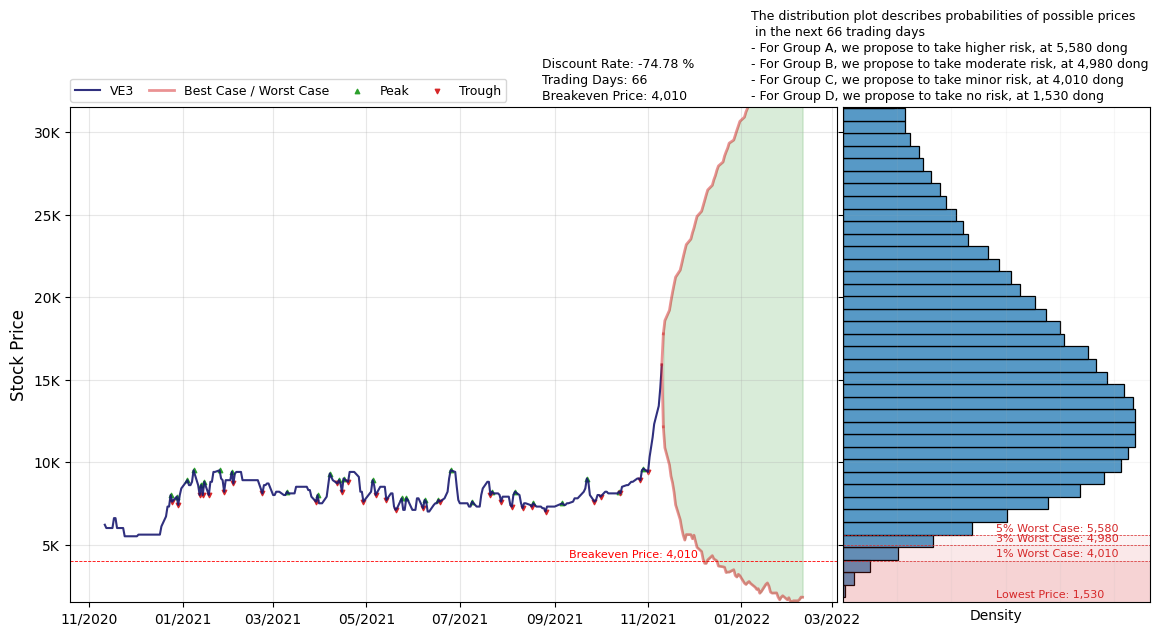 The distribution plot describes probabilities of possible prices
in the next 66 trading days
- For Group A, we propose to take higher risk, at 5,580 dong
- For Group B, we propose to take moderate risk, at 4,980 dong
- For Group C, we propose to take minor risk, at 4,010 dong
- For Group D, we propose to take no risk, at 1,530 dong
Discount Rate: -74.78 %
Trading Days: 66
Breakeven Price: 4,010
VE3 Best Case / Worst Case Peak Trough
30K
25K
20K
15K
10K
5K
Stock Price
Breakeven Price: 4,010
5% Worst Case: 5,580
3% Worst Case: 4,980
1% Worst Case: 4,010
Lowest Price: 1,530
11/2020 01/2021 03/2021 05/2021 07/2021 09/2021 11/2021 01/2022 03/2022
Density